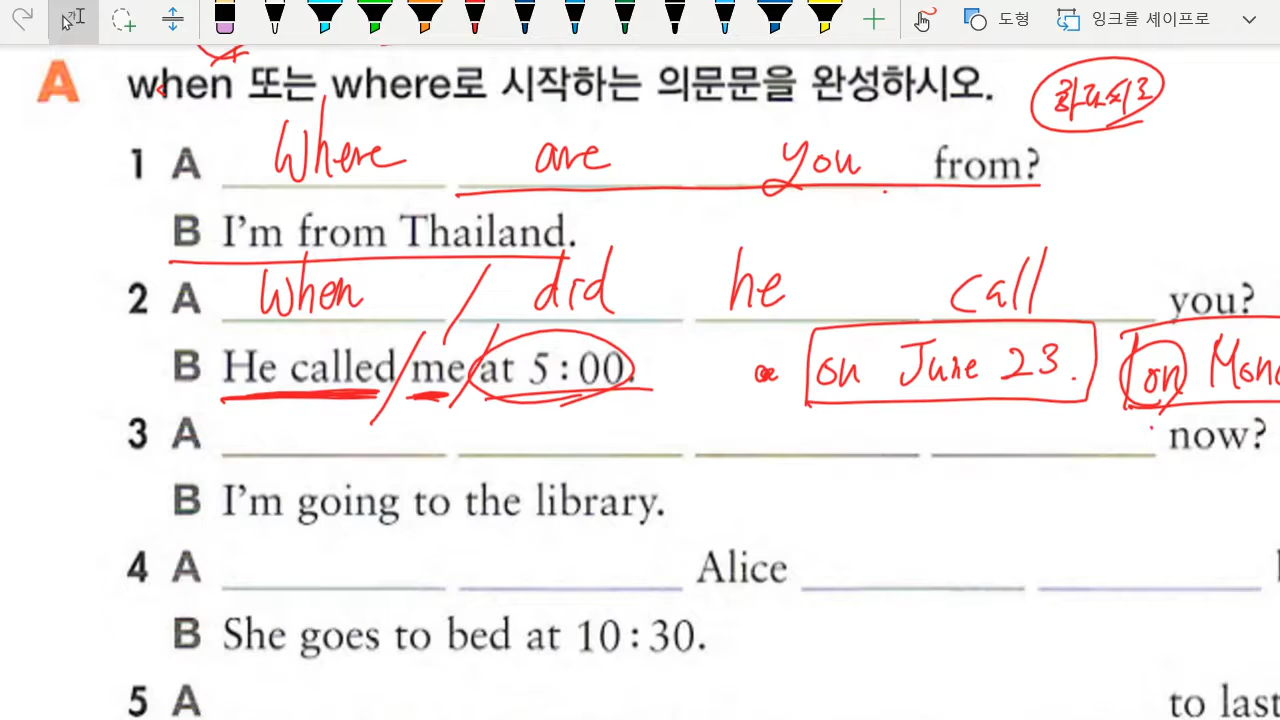 도형 잉크를 셰이프로
A when 또는 where로 시작하는 의문문을 완성하시오.
1 A Where are you from?
B I'm from Thailand.
2 A When / did he call you?
B He called / me / at 5:00. on June 23. on
3 A now?
B I'm going to the library.
4 A Alice
B She goes to bed at 10:30.
5 A to last